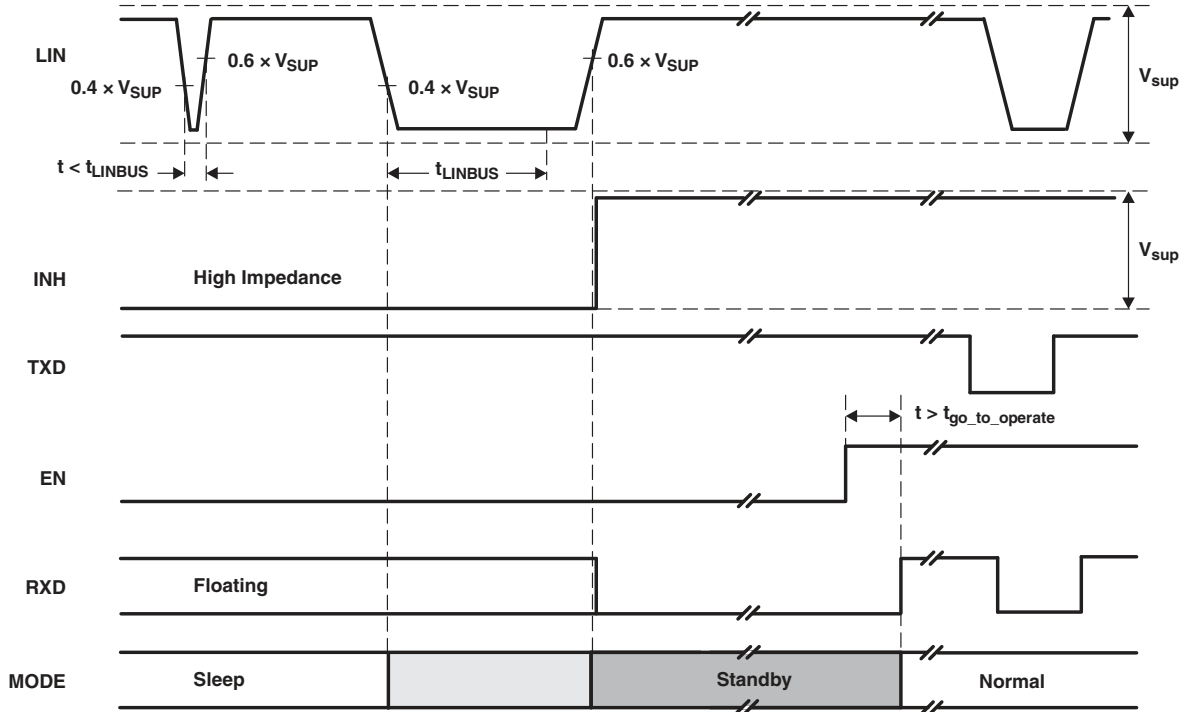 LIN
0.6 × VSUP
0.4 × VSUP
0.4 × VSUP
0.6 × VSUP
Vsup
t < tLINBUS
tLINBUS
INH
High Impedance
Vsup
TXD
t > tgo_to_operate
EN
RXD
Floating
MODE
Sleep
Standby
Normal